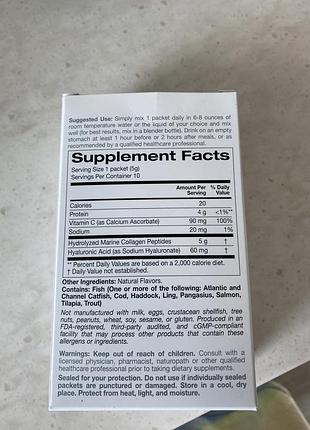 Suggested Use: Simply mix 1 packet daily in 6-8 ounces of
room temperature water or the liquid of your choice and mix
well (for best results, mix in a blender bottle). Drink on an empty
stomach at least 1 hour before or 2 hours after meals, or as
recommended by a qualified healthcare professional.
Supplement Facts
Serving Size 1 packet (5g)
Servings Per Container 10
Amount Per Serving % Daily Value
Calories 20
Protein 4 g <1%**
Vitamin C (as Calcium Ascorbate) 90 mg 100%
Sodium 20 mg 1%
Hydrolyzed Marine Collagen Peptides 5 g †
Hyaluronic Acid (as Sodium Hyaluronate) 60 mg †
** Percent Daily Values are based on a 2,000 calorie diet.
† Daily Value not established.
Other Ingredients: Natural Flavors.
Contains: Fish (One or more of the following: Atlantic and
Channel Catfish, Cod, Haddock, Ling, Pangasius, Salmon,
Tilapia, Trout)
Not manufactured with milk, eggs, crustacean shellfish, tree
nuts, peanuts, wheat, soy, sesame, or gluten. Produced in an
FDA-registered, third-party audited, and cGMP-compliant
facility that may process other products that contain these
allergens or ingredients.
Warnings: Keep out of reach of children. Consult with a
licensed physician, pharmacist, naturopath or other qualified
healthcare professional prior to taking dietary supplements.
Sealed for your protection. Do not use if individually sealed
packets are punctured or damaged. Store in a cool, dry
place. Protect from heat, light, and moisture.